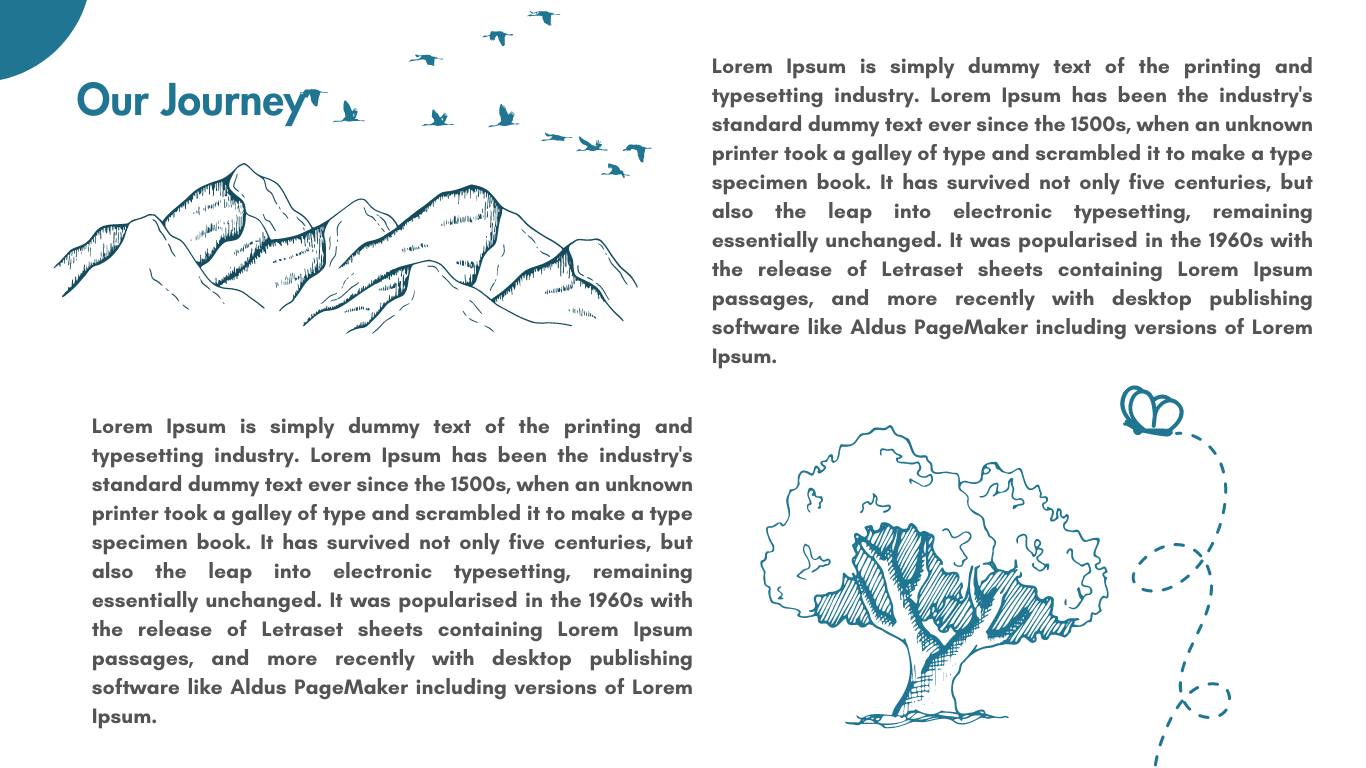 Our Journey
Lorem Ipsum is simply dummy text of the printing and
typesetting industry. Lorem Ipsum has been the industry's
standard dummy text ever since the 1500s, when an unknown
printer took a galley of type and scrambled it to make a type
specimen book. It has survived not only five centuries, but
also the leap into electronic typesetting, remaining
essentially unchanged. It was popularised in the 1960s with
the release of Letraset sheets containing Lorem Ipsum
passages, and more recently with desktop publishing
software like Aldus PageMaker including versions of Lorem
Ipsum.
Lorem Ipsum is simply dummy text of the printing and
typesetting industry. Lorem Ipsum has been the industry's
standard dummy text ever since the 1500s, when an unknown
printer took a galley of type and scrambled it to make a type
specimen book. It has survived not only five centuries, but
also the leap into electronic typesetting, remaining
essentially unchanged. It was popularised in the 1960s with
the release of Letraset sheets containing Lorem Ipsum
passages, and more recently with desktop publishing
software like Aldus PageMaker including versions of Lorem
Ipsum.